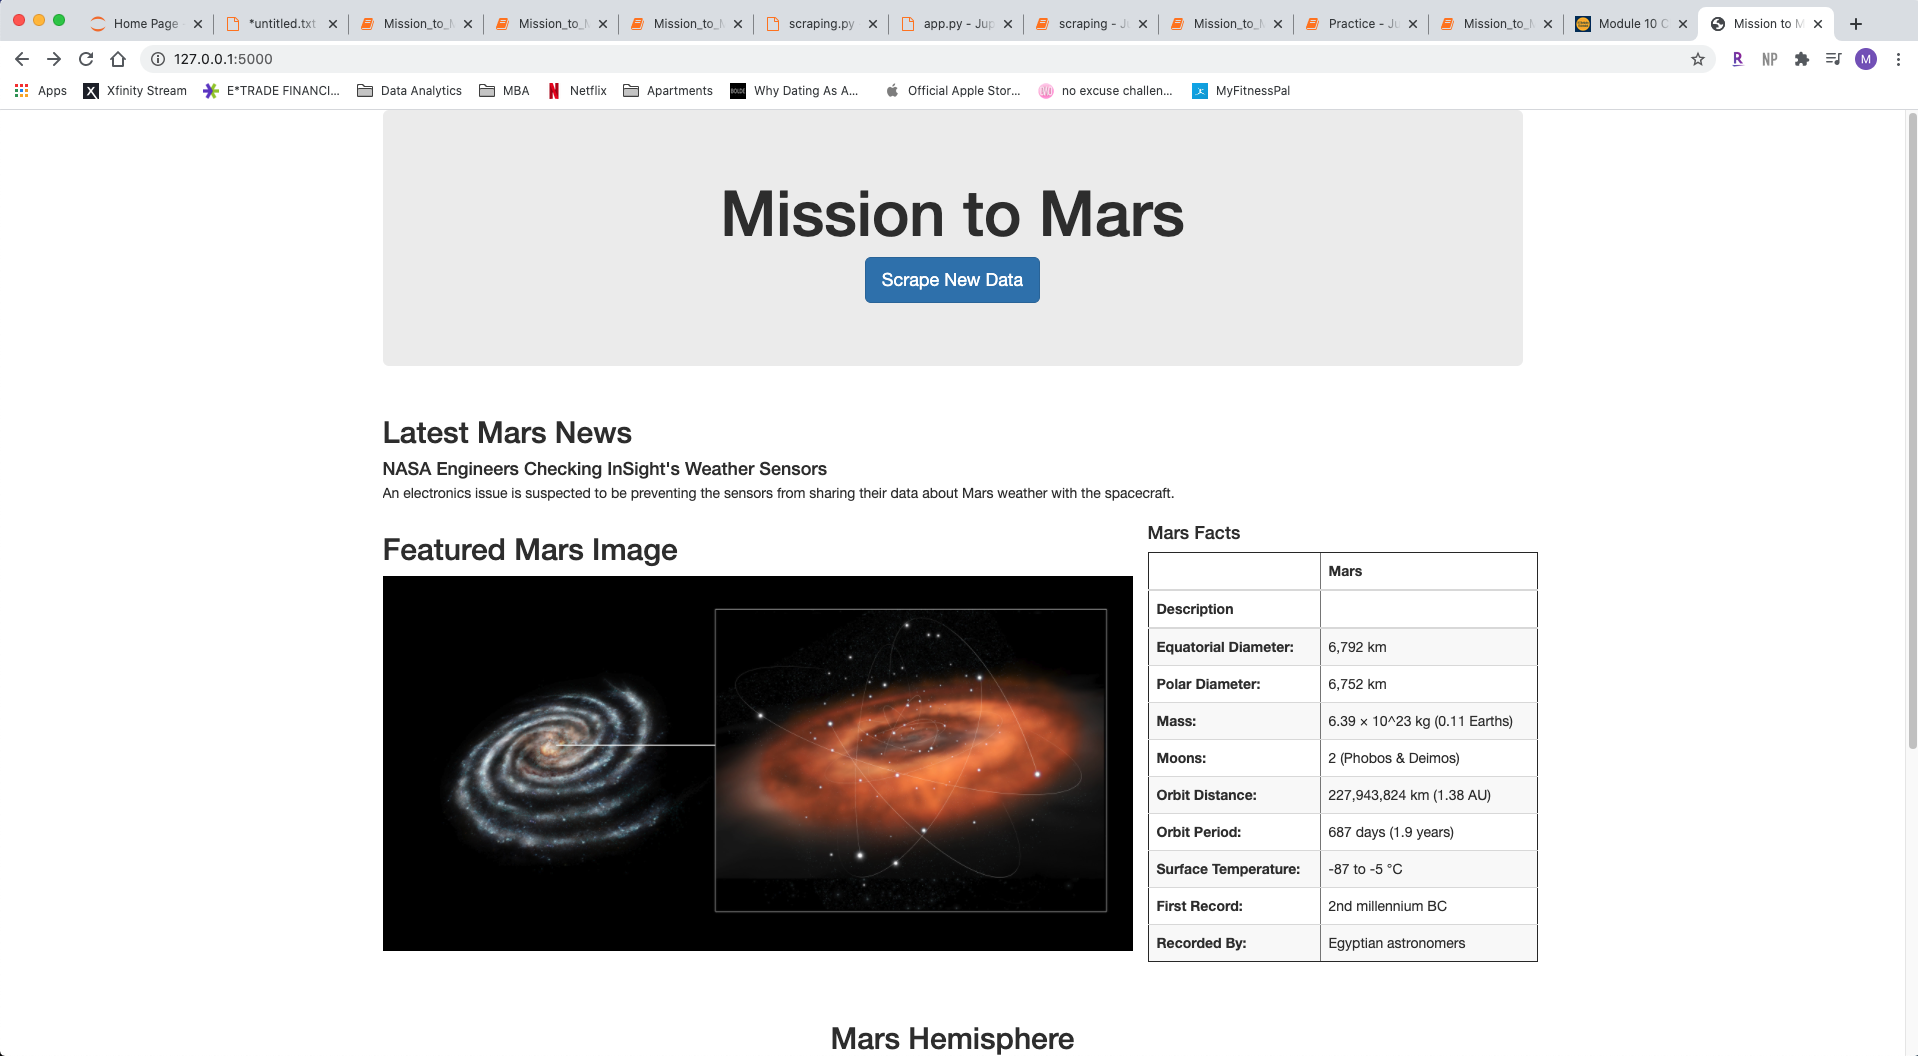 Home Page
*untitled.txt
Mission_to_M
Mission_to_M
Mission_to_M
scraping.py
app.py - Jup
scraping - Ju
Mission_to_M
Practice - Ju
Mission_to_M
Module 10 C
Mission to M
127.0.0.1:5000
R
NP
M
Apps
Xfinity Stream
E*TRADE FINANCI...
Data Analytics
MBA
Netflix
Apartments
Why Dating As A...
Official Apple Stor...
no excuse challen...
MyFitnessPal
Mission to Mars
Scrape New Data
Latest Mars News
NASA Engineers Checking InSight's Weather Sensors
An electronics issue is suspected to be preventing the sensors from sharing their data about Mars weather with the spacecraft.
Featured Mars Image
Mars Facts
Mars
Description
Equatorial Diameter: 6,792 km
Polar Diameter: 6,752 km
Mass: 6.39 × 10^23 kg (0.11 Earths)
Moons: 2 (Phobos & Deimos)
Orbit Distance: 227,943,824 km (1.38 AU)
Orbit Period: 687 days (1.9 years)
Surface Temperature: -87 to -5 °C
First Record: 2nd millennium BC
Recorded By: Egyptian astronomers
Mars Hemisphere